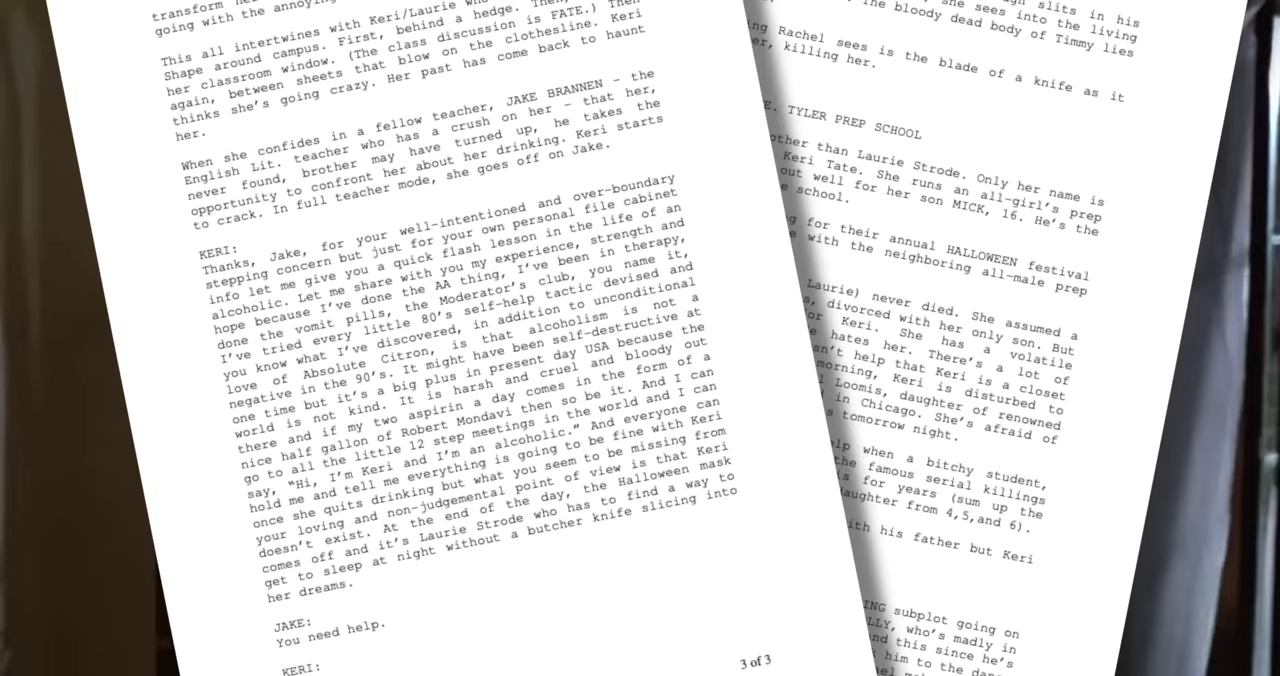 transform
going with the annoying
This all intertwines with Keri/Laurie
Shape around campus. First, behind a hedge. Then,
her classroom window. (The class discussion is FATE.) Then
again, between sheets that blow on the clothesline. Keri
thinks she's going crazy. Her past has come back to haunt
her.
When she confides in a fellow teacher, JAKE BRANNEN – the
English Lit. teacher who has a crush on her – that her,
never found, brother may have turned up, he takes the
opportunity to confront her about her drinking. Keri starts
to crack. In full teacher mode, she goes off on Jake.
KERI:
Thanks, Jake, for your well-intentioned and over-boundary
stepping concern but just for your own personal file cabinet
info let me give you a quick flash lesson in the life of an
alcoholic. Let me share with you my experience, strength and
hope because I've done the AA thing, I've been in therapy,
done the vomit pills, the Moderator's club, you name it,
I've tried every little 80's self-help tactic devised and
you know what I've discovered, in addition to unconditional
love of Absolute Citron, is that alcoholism is not a
negative in the 90's. It might have been self-destructive at
one time but it's a big plus in present day USA because the
world is not kind. It is harsh and cruel and bloody out
there and if my two aspirin a day comes in the form of a
nice half gallon of Robert Mondavi then so be it. And I can
go to all the little 12 step meetings in the world and I can
say, "Hi, I'm Keri and I'm an alcoholic." And everyone can
hold me and tell me everything is going to be fine with Keri
once she quits drinking but what you seem to be missing from
your loving and non-judgemental point of view is that Keri
doesn't exist. At the end of the day, the Halloween mask
comes off and it's Laurie Strode who has to find a way to
get to sleep at night without a butcher knife slicing into
her dreams.
JAKE:
You need help.
KERI:
3 of 3
slits in his
she sees into the living
The bloody dead body of Timmy lies
Rachel sees is the blade of a knife as it
killing her.
TYLER PREP SCHOOL
other than Laurie Strode. Only her name is
Keri Tate. She runs an all-girl's prep
out well for her son MICK, 16. He's the
school.
for their annual HALLOWEEN festival
with the neighboring all-male prep
Laurie) never died. She assumed a
divorced with her only son. But
Keri. She has a volatile
hates her. There's a lot of
help that Keri is a closet
morning, Keri is disturbed to
Loomis, daughter of renowned
in Chicago. She's afraid of
tomorrow night.
when a bitchy student,
the famous serial killings
for years (sum up the
daughter from 4,5,and 6).
with his father but Keri
subplot going on
who's madly in
this since he's
him to the